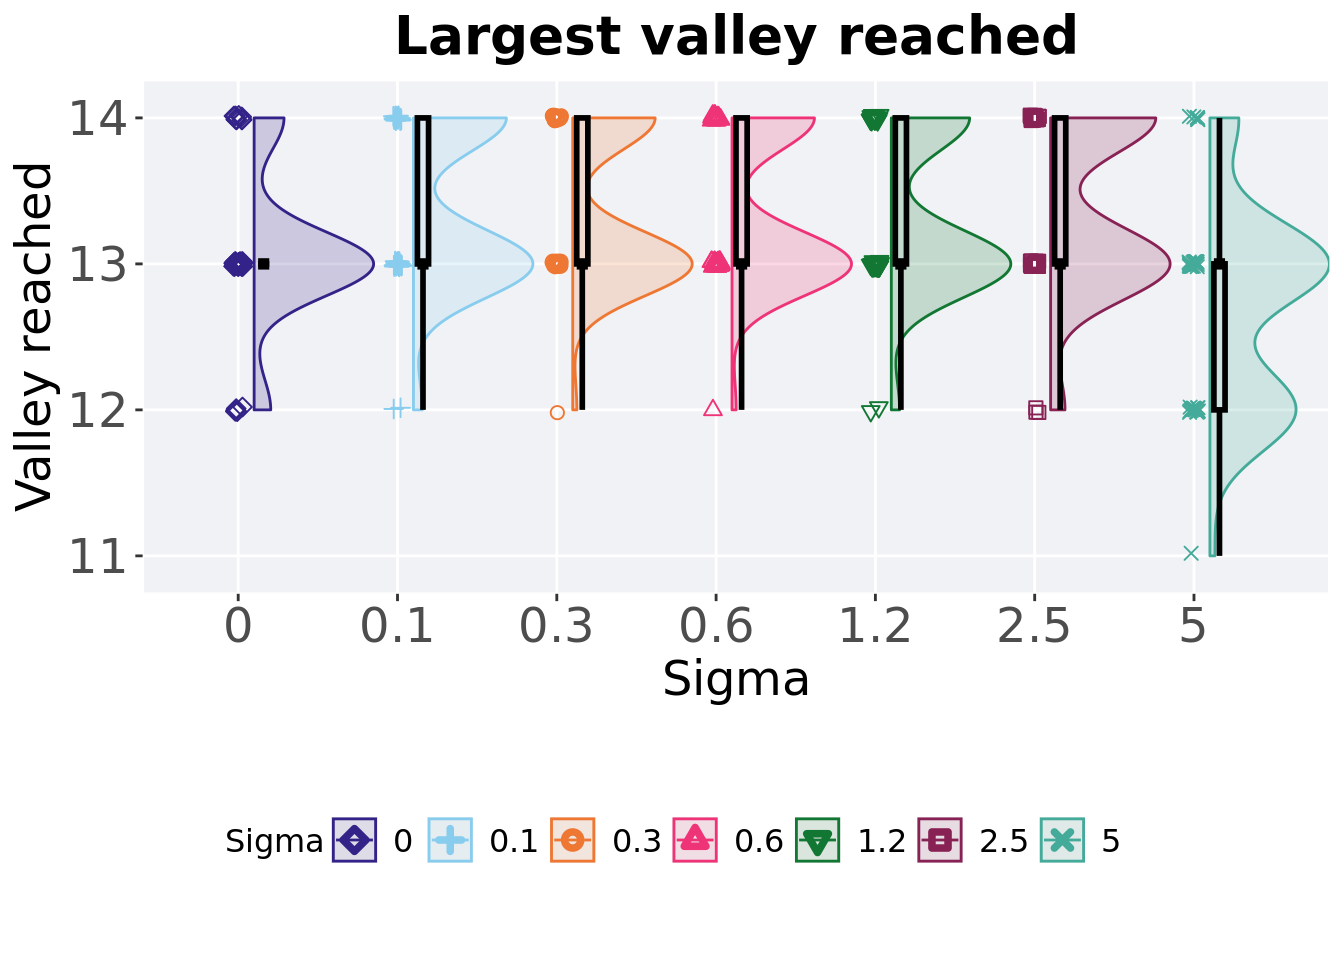 Largest valley reached
Valley reached
14
13
12
11
0 0.1 0.3 0.6 1.2 2.5 5
Sigma
Sigma 0 0.1 0.3 0.6 1.2 2.5 5